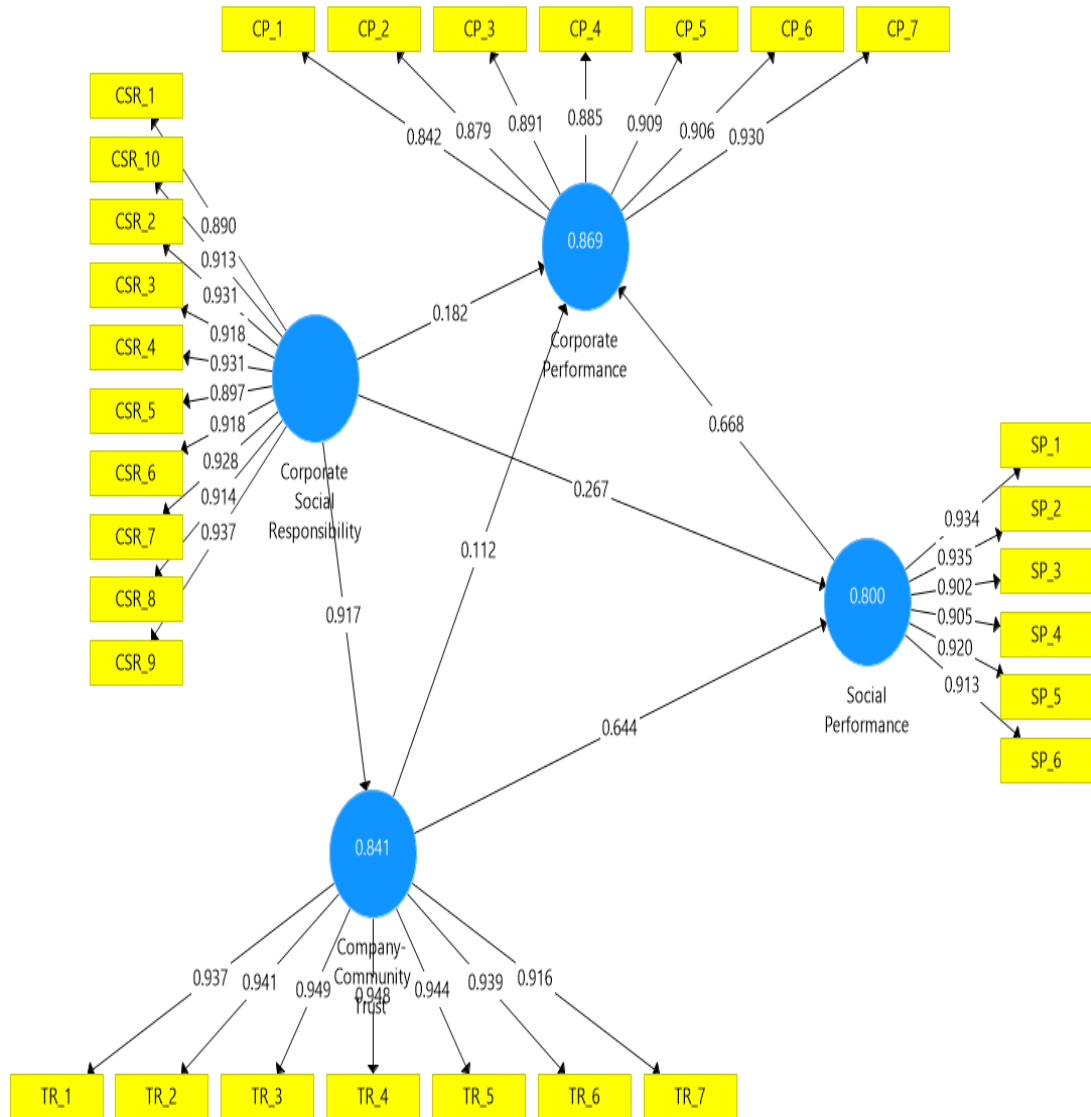 CP_1
CP_2
CP_3
CP_4
CP_5
CP_6
CP_7
0.842
0.879
0.891
0.885
0.909
0.906
0.930
CSR_1
CSR_10
CSR_2
CSR_3
CSR_4
CSR_5
CSR_6
CSR_7
CSR_8
CSR_9
0.890
0.913
0.931
0.918
0.931
0.897
0.918
0.928
0.914
0.937
0.869
Corporate
Performance
0.182
Corporate
Social
Responsibility
0.668
0.267
0.112
0.917
0.644
0.800
Social
Performance
SP_1
SP_2
SP_3
SP_4
SP_5
SP_6
0.934
0.935
0.902
0.905
0.920
0.913
0.841
Company-
Community
Trust
0.937
0.941
0.949
0.948
0.944
0.939
0.916
TR_1
TR_2
TR_3
TR_4
TR_5
TR_6
TR_7